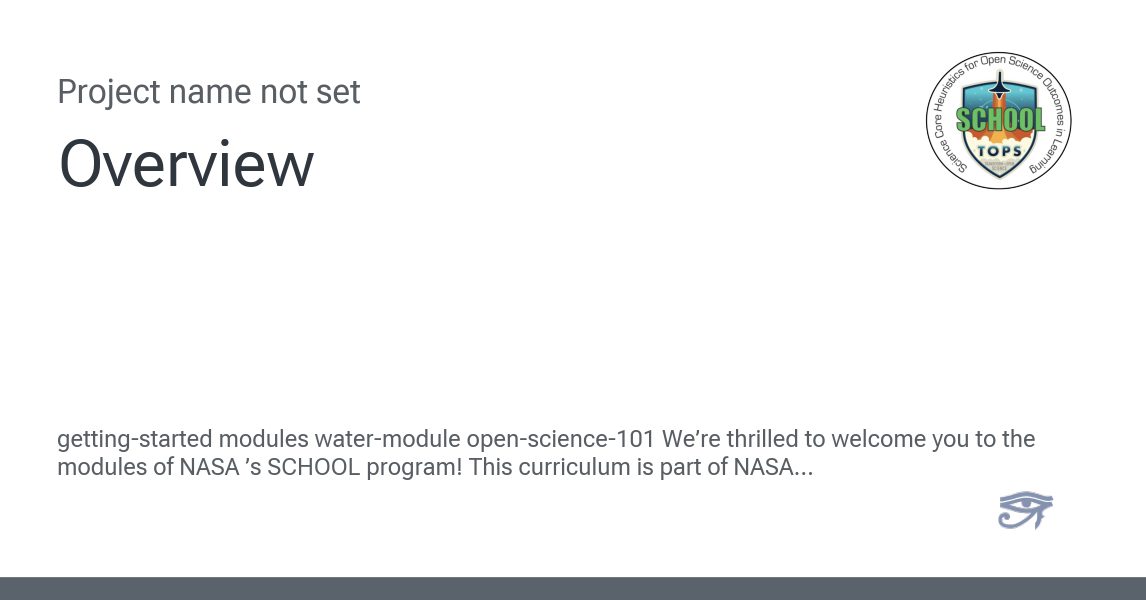 Project name not set
Overview
Science Core Heuristics for Open Science Outcomes in Learning
SCHOOL
TOPS
getting-started modules water-module open-science-101 We’re thrilled to welcome you to the
modules of NASA ’s SCHOOL program! This curriculum is part of NASA...